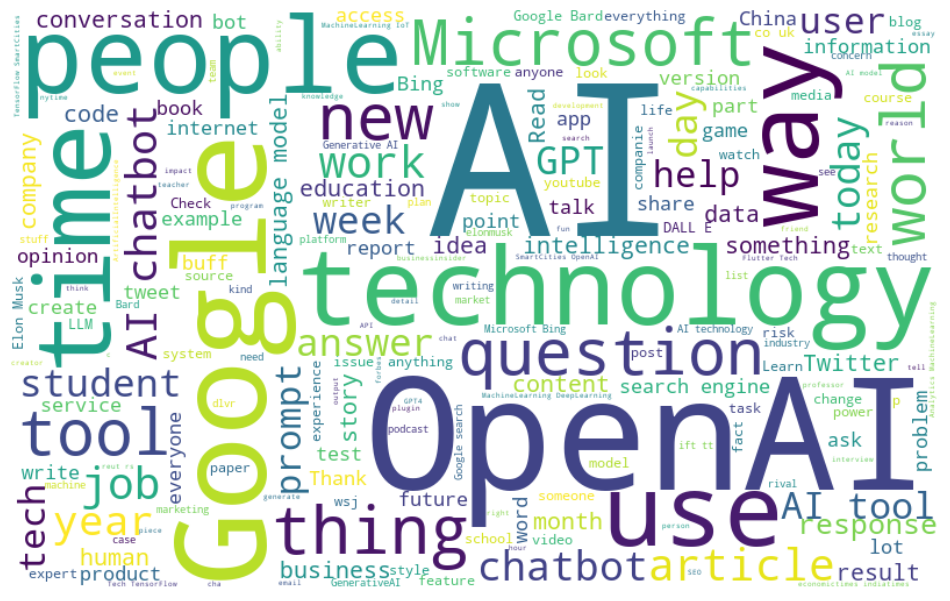 conversation
bot
access
Google Bard
everything
China
user
blog
essay
people
Microsoft
co uk
concern
information
TensorFlow SmartCities
MachineLearning IoT
ability
team
event
nytime
Bing
software
anyone
look
version
AI model
capabilities
code
book
knowledge
show
development
life
part
media
course
way
world
time
internet
language model
Generative AI
new
AI
Read
app
search
launch
companie
game
day
reason
company
AI chatbot
ArtificialIntelligence
impact
teacher
program
work
GPT
help
watch
see
today
research
Check
example
education
youtube
share
writer
plan
topic
week
point
talk
DALL E
data
friend
text
stuff
opinion
buff
Google
platform
report
elonmusk
fun
idea
intelligence
something
Flutter Tech
thought
Elon Musk
think
tweet
source
businessinsider
SmartCities OpenAI
technology
list
create
Bard
kind
detail
writing
market
LLM
creator
c
system
need
answer
API
chat
Microsoft Bing
AI technology
risk
industry
student
issue
anything
question
post
Learn
Twitter
tell
Analytics MachineLearning
service
dlvr
prompt
experience
story
output
forbes
GPT4
plugin
content
MachineLearning DeepLearning
search engine
change
professor
p
power
tool
everyone
podcast
OpenAI
Google search
task
fact
ift tt
ask
interview
problem
write
reut rs
paper
test
model
machine
job
generate
Thank
wsj
future
word
someone
rival
AI tool
tech
year
marketing
piece
case
thing
school
month
right
video
hour
use
person
response
human
lot
expert
product
Tech TensorFlow
cha
business
email
style
GenerativeAI
feature
chatbot
article
SEO
result
economictimes indiatimes